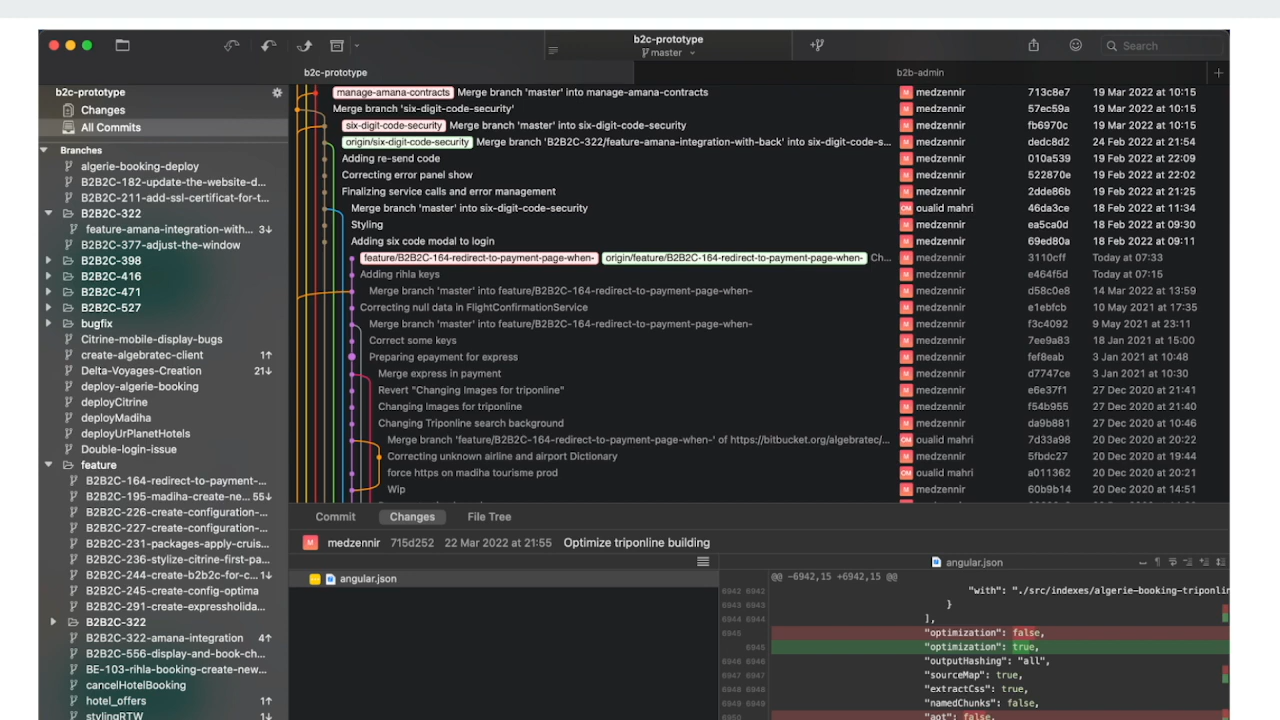 b2c-prototype
master
Search
b2c-prototype
b2b-admin
b2c-prototype
Changes
All Commits
Branches
algerie-booking-deploy
B2B2C-182-update-the-website-d...
B2B2C-211-add-ssl-certificat-for-t...
B2B2C-322
feature-amana-integration-with... 3↓
B2B2C-377-adjust-the-window
B2B2C-398
B2B2C-416
B2B2C-471
B2B2C-527
bugfix
Citrine-mobile-display-bugs
create-algebratec-client 1↑
Delta-Voyages-Creation 21↓
deploy-algerie-booking
deployCitrine
deployMadiha
deployUrPlanetHotels
Double-login-issue
feature
B2B2C-164-redirect-to-payment-...
B2B2C-195-madiha-create-ne... 55↓
B2B2C-226-create-configuration-...
B2B2C-227-create-configuration-...
B2B2C-231-packages-apply-cruis...
B2B2C-236-stylize-citrine-first-pa...
B2B2C-244-create-b2b2c-for-c... 1↓
B2B2C-245-create-config-optima
B2B2C-291-create-expressholida...
B2B2C-322
B2B2C-322-amana-integration 4↑
B2B2C-556-display-and-book-ch...
BE-103-rihla-booking-create-new...
cancelHotelBooking
hotel_offers 1↑
stylingRTW 1↓
manage-amana-contracts Merge branch 'master' into manage-amana-contracts M medzennir 713c8e7 19 Mar 2022 at 10:15
Merge branch 'six-digit-code-security' M medzennir 57ec59a 19 Mar 2022 at 10:15
six-digit-code-security Merge branch 'master' into six-digit-code-security M medzennir fb6970c 19 Mar 2022 at 10:15
origin/six-digit-code-security Merge branch 'B2B2C-322/feature-amana-integration-with-back' into six-digit-code-s... M medzennir dedc8d2 24 Feb 2022 at 21:54
Adding re-send code M medzennir 010a539 19 Feb 2022 at 22:09
Correcting error panel show M medzennir 522870e 19 Feb 2022 at 22:02
Finalizing service calls and error management M medzennir 2dde86b 19 Feb 2022 at 21:25
Merge branch 'master' into six-digit-code-security OM oualid mahri 46da3ce 18 Feb 2022 at 11:34
Styling M medzennir ea5ca0d 18 Feb 2022 at 09:30
Adding six code modal to login M medzennir 69ed80a 18 Feb 2022 at 09:11
feature/B2B2C-164-redirect-to-payment-page-when- origin/feature/B2B2C-164-redirect-to-payment-page-when- Ch... M medzennir 3110cff Today at 07:33
Adding rihla keys M medzennir e464f5d Today at 07:15
Merge branch 'master' into feature/B2B2C-164-redirect-to-payment-page-when- M medzennir d58c0e8 14 Mar 2022 at 13:59
Correcting null data in FlightConfirmationService M medzennir e1ebfcb 10 May 2021 at 17:35
Merge branch 'master' into feature/B2B2C-164-redirect-to-payment-page-when- M medzennir f3c4092 9 May 2021 at 23:11
Correct some keys M medzennir 7ee9a83 18 Jan 2021 at 15:00
Preparing epayment for express M medzennir fef8eab 3 Jan 2021 at 10:48
Merge express in payment M medzennir d7747ce 3 Jan 2021 at 10:30
Revert "Changing Images for triponline" M medzennir e6e37f1 27 Dec 2020 at 21:41
Changing Images for triponline M medzennir f54b955 27 Dec 2020 at 21:40
Changing Triponline search background M medzennir da9b881 27 Dec 2020 at 10:46
Merge branch 'feature/B2B2C-164-redirect-to-payment-page-when-' of https://bitbucket.org/algebratec/... OM oualid mahri 7d33a98 20 Dec 2020 at 20:22
Correcting unknown airline and airport Dictionary M medzennir 5fbdc27 20 Dec 2020 at 19:44
force https on madiha tourisme prod OM oualid mahri a011362 20 Dec 2020 at 20:21
Wip M medzennir 60b9b14 20 Dec 2020 at 14:51
Commit Changes File Tree
M medzennir 715d252 22 Mar 2022 at 21:55 Optimize triponline building
angular.json
angular.json
@@ -6942,15 +6942,15 @@
6942 6942 "with": "./src/indexes/algerie-booking-triponlin
6943 6943 }
6944 6944 ],
6945 "optimization": false,
6945 "optimization": true,
6946 6946 "outputHashing": "all",
6947 6947 "sourceMap": true,
6948 6948 "extractCss": true,
6949 6949 "namedChunks": false,
6950 "aot": false,